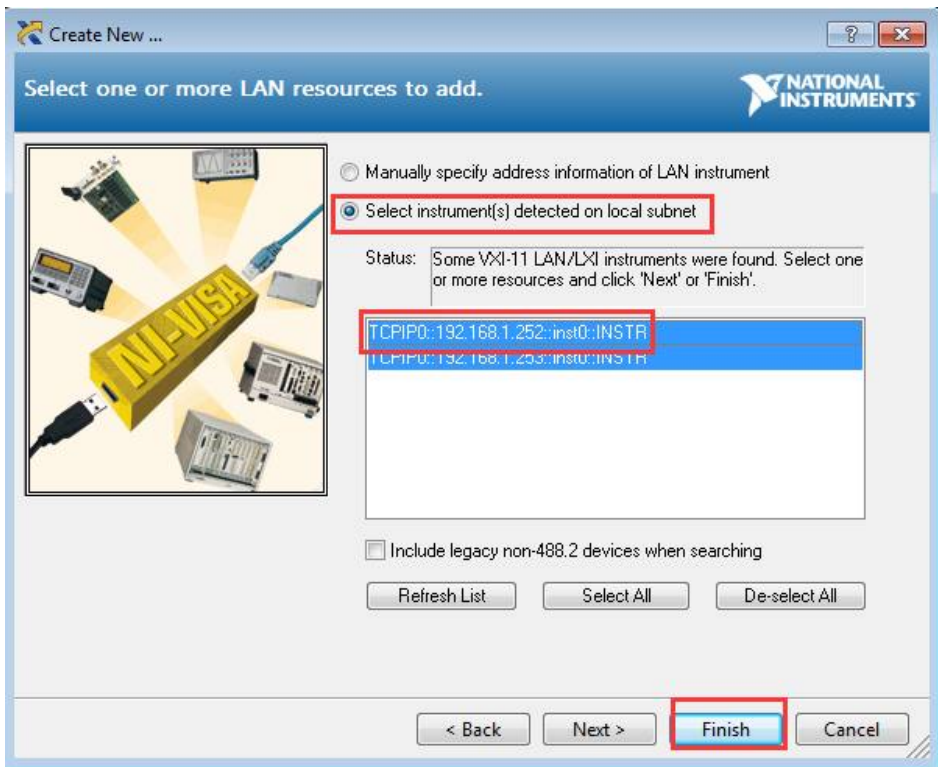 Create New ...
Select one or more LAN resources to add.
NATIONAL
INSTRUMENTS
Manually specify address information of LAN instrument
Select instrument(s) detected on local subnet
Status:
Some VXI-11 LAN/LXI instruments were found. Select one
or more resources and click 'Next' or 'Finish'.
TCPIP0::192.168.1.252::inst0::INSTR
TCPIP0::192.168.1.253::inst0::INSTR
NI-VISA
Include legacy non-488.2 devices when searching
Refresh List
Select All
De-select All
< Back
Next >
Finish
Cancel